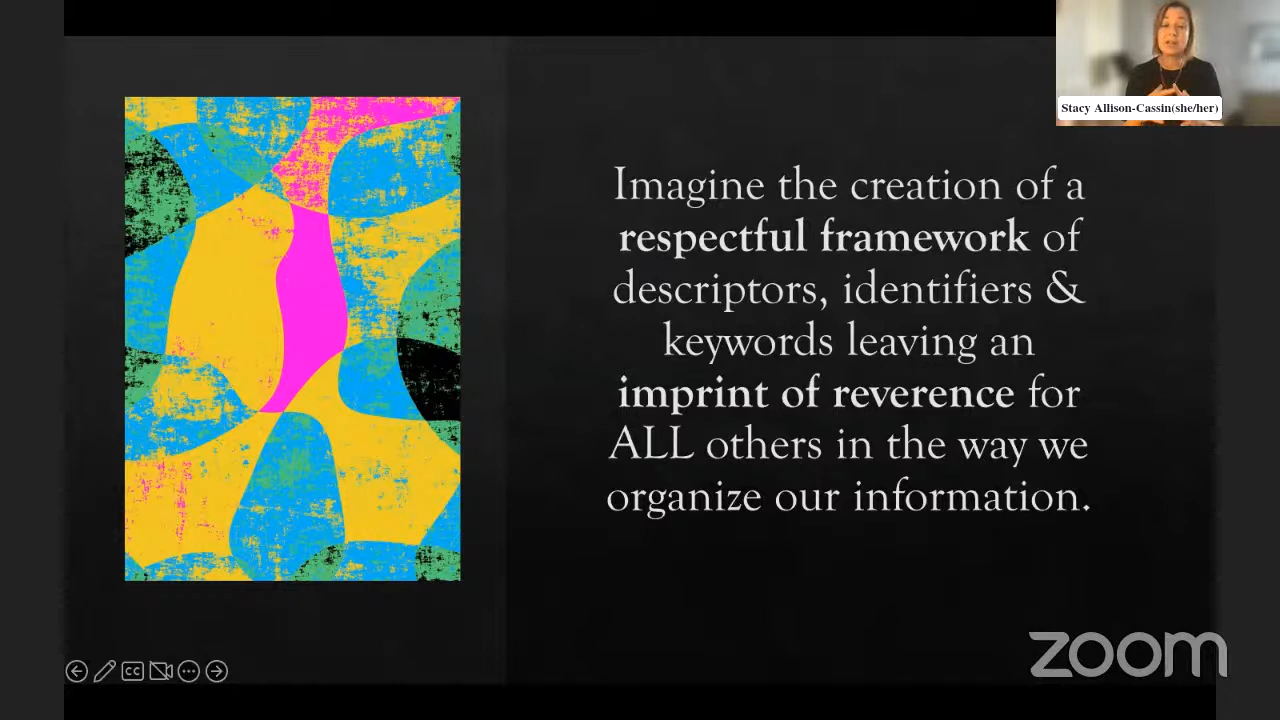 Stacy Allison-Cassin(she/her)
Imagine the creation of a
respectful framework of
descriptors, identifiers &
keywords leaving an
imprint of reverence for
ALL others in the way we
organize our information.
CC
zoom